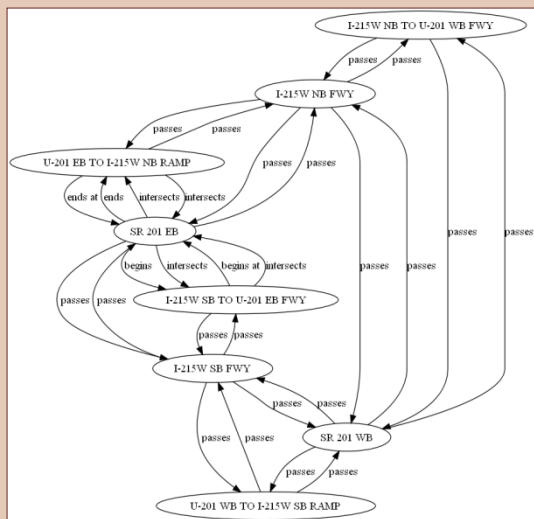 I-215W NB TO U-201 WB FWY
passes
passes
I-215W NB FWY
passes
passes
U-201 EB TO I-215W NB RAMP
passes
passes
ends at
ends
intersects
intersects
SR 201 EB
passes
passes
passes
passes
begins
intersects
begins at
intersects
I-215W SB TO U-201 EB FWY
passes
passes
passes
passes
I-215W SB FWY
passes
passes
SR 201 WB
passes
passes
passes
passes
U-201 WB TO I-215W SB RAMP